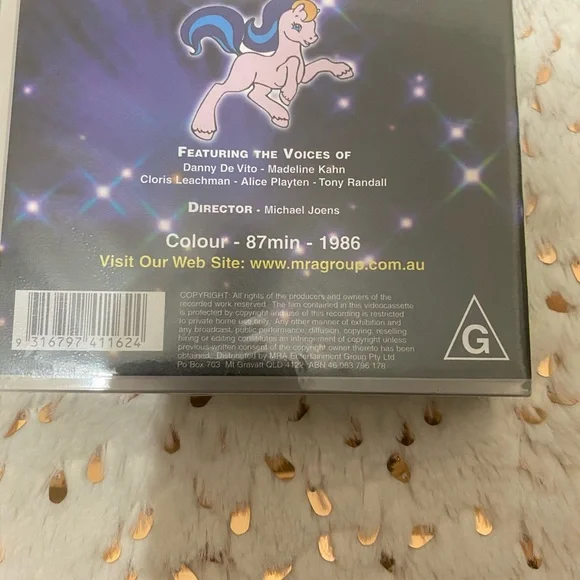 FEATURING THE VOICES OF
Danny De Vito - Madeline Kahn
Cloris Leachman - Alice Playten - Tony Randall
DIRECTOR - Michael Joens
Colour - 87min - 1986
Visit Our Web Site: www.mragroup.com.au
COPYRIGHT: All rights of the producers and owners of the
recorded work reserved. The film contained in this videocassette
is protected by copyright and use of this recording is restricted
to private home use only. Any other manner of exhibition and
any broadcast, public performance, diffusion, copying, reselling
hiring or exiting constitutes an infringement of copyright unless
previous written consent of the copyright owner thereto has been
obtained. Distributed by MRA Entertainment Group Pty Ltd
Po Box 703 Mt Gravatt QLD 4122 ABN 46 063 796 178
9 316797 411624
G